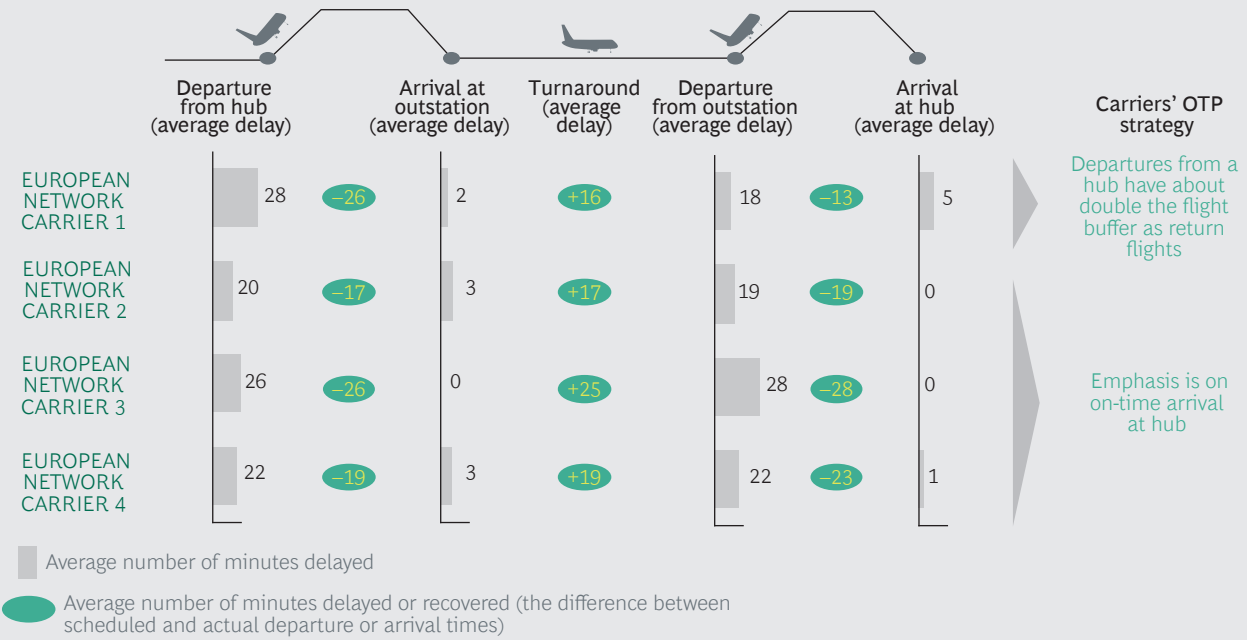 Departure
from hub
(average delay)
Arrival at
outstation
(average delay)
Turnaround
(average
delay)
Departure
from outstation
(average delay)
Arrival
at hub
(average delay)
Carriers’ OTP
strategy
EUROPEAN
NETWORK
CARRIER 1
28
–26
2
+16
18
–13
5
Departures from a
hub have about
double the flight
buffer as return
flights
EUROPEAN
NETWORK
CARRIER 2
20
–17
3
+17
19
–19
0
EUROPEAN
NETWORK
CARRIER 3
26
–26
0
+25
28
–28
0
Emphasis is on
on-time arrival
at hub
EUROPEAN
NETWORK
CARRIER 4
22
–19
3
+19
22
–23
1
Average number of minutes delayed
Average number of minutes delayed or recovered (the difference between
scheduled and actual departure or arrival times)